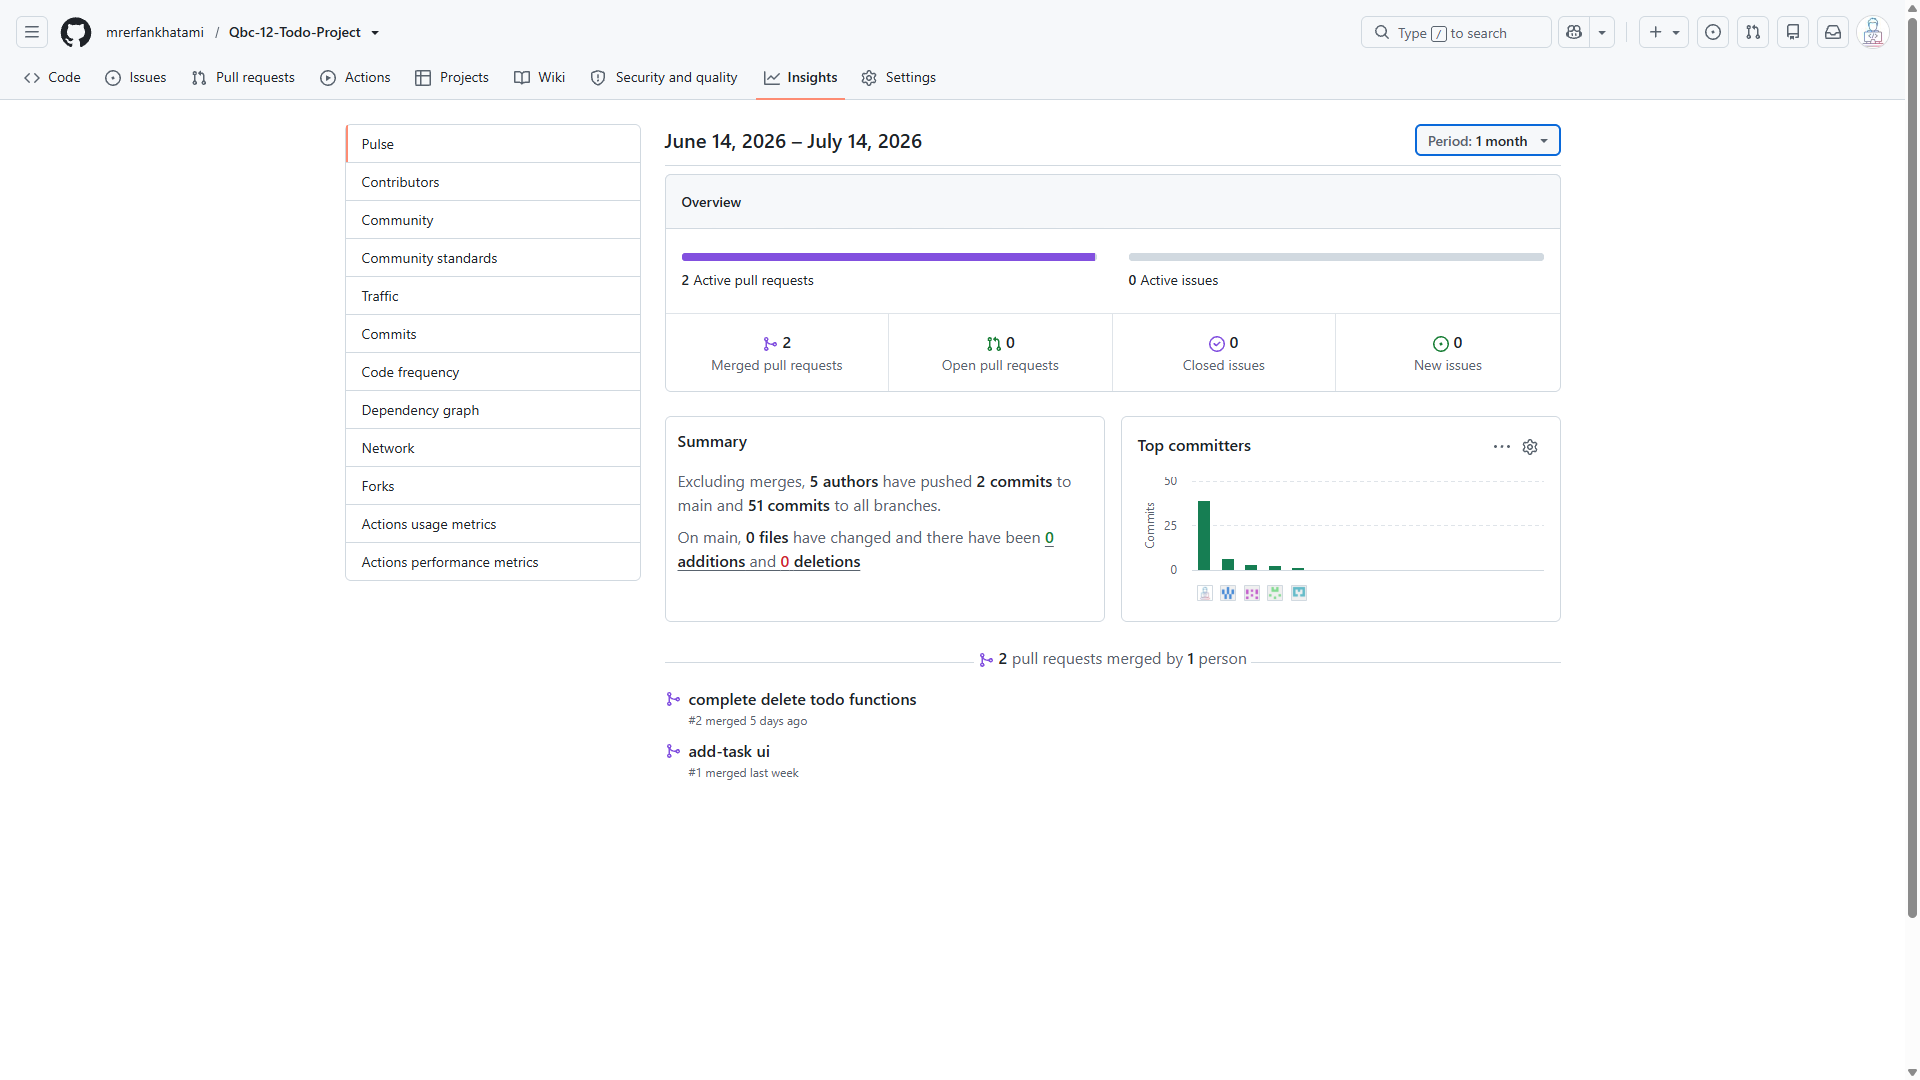 mrerfankhatami / Qbc-12-Todo-Project
Type / to search
Code
Issues
Pull requests
Actions
Projects
Wiki
Security and quality
Insights
Settings
Pulse
Contributors
Community
Community standards
Traffic
Commits
Code frequency
Dependency graph
Network
Forks
Actions usage metrics
Actions performance metrics
June 14, 2026 – July 14, 2026
Period: 1 month
Overview
2 Active pull requests
0 Active issues
2
Merged pull requests
0
Open pull requests
0
Closed issues
0
New issues
Summary
Excluding merges, 5 authors have pushed 2 commits to
main and 51 commits to all branches.
On main, 0 files have changed and there have been 0
additions and 0 deletions
Top committers
Commits
50
25
0
2 pull requests merged by 1 person
complete delete todo functions
#2 merged 5 days ago
add-task ui
#1 merged last week